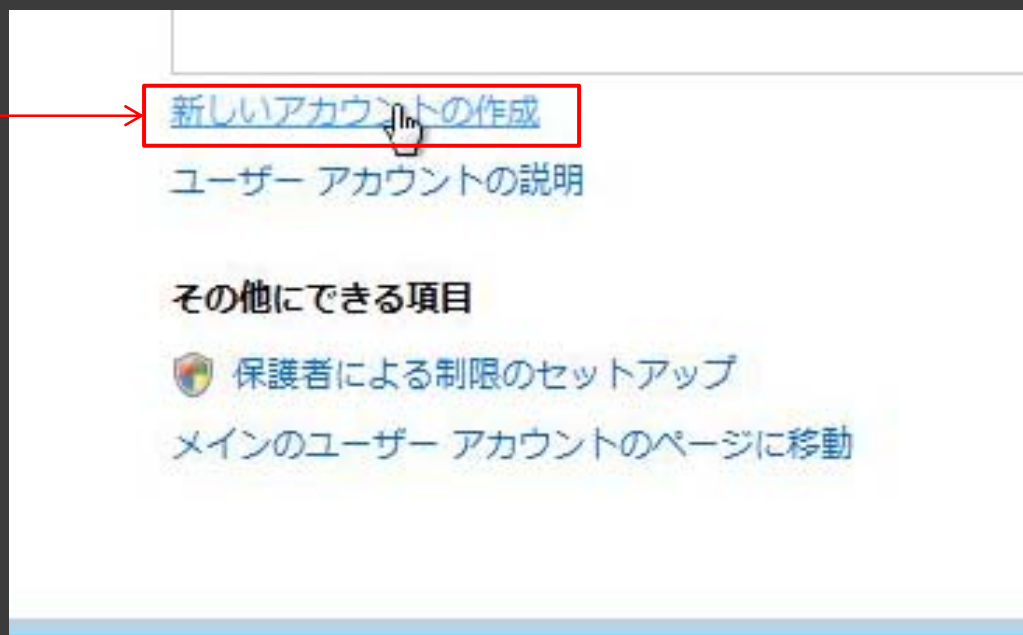 新しいアカウントの作成
ユーザー アカウントの説明
その他にできる項目
保護者による制限のセットアップ
メインのユーザー アカウントのページに移動